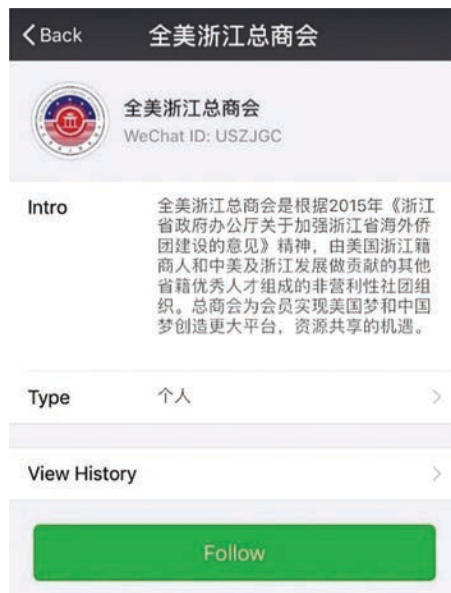 Back 全美浙江总商会
全美浙江总商会
WeChat ID: USZJGC
Intro 全美浙江总商会是根据2015年《浙江
省政府办公厅关于加强浙江省海外侨
团建设的意见》精神，由美国浙江籍
商人和中美及浙江发展做贡献的其他
省籍优秀人才组成的非营利性社团组
织。总商会为会员实现美国梦和中国
梦创造更大平台，资源共享的机遇。
Type 个人
View History
Follow